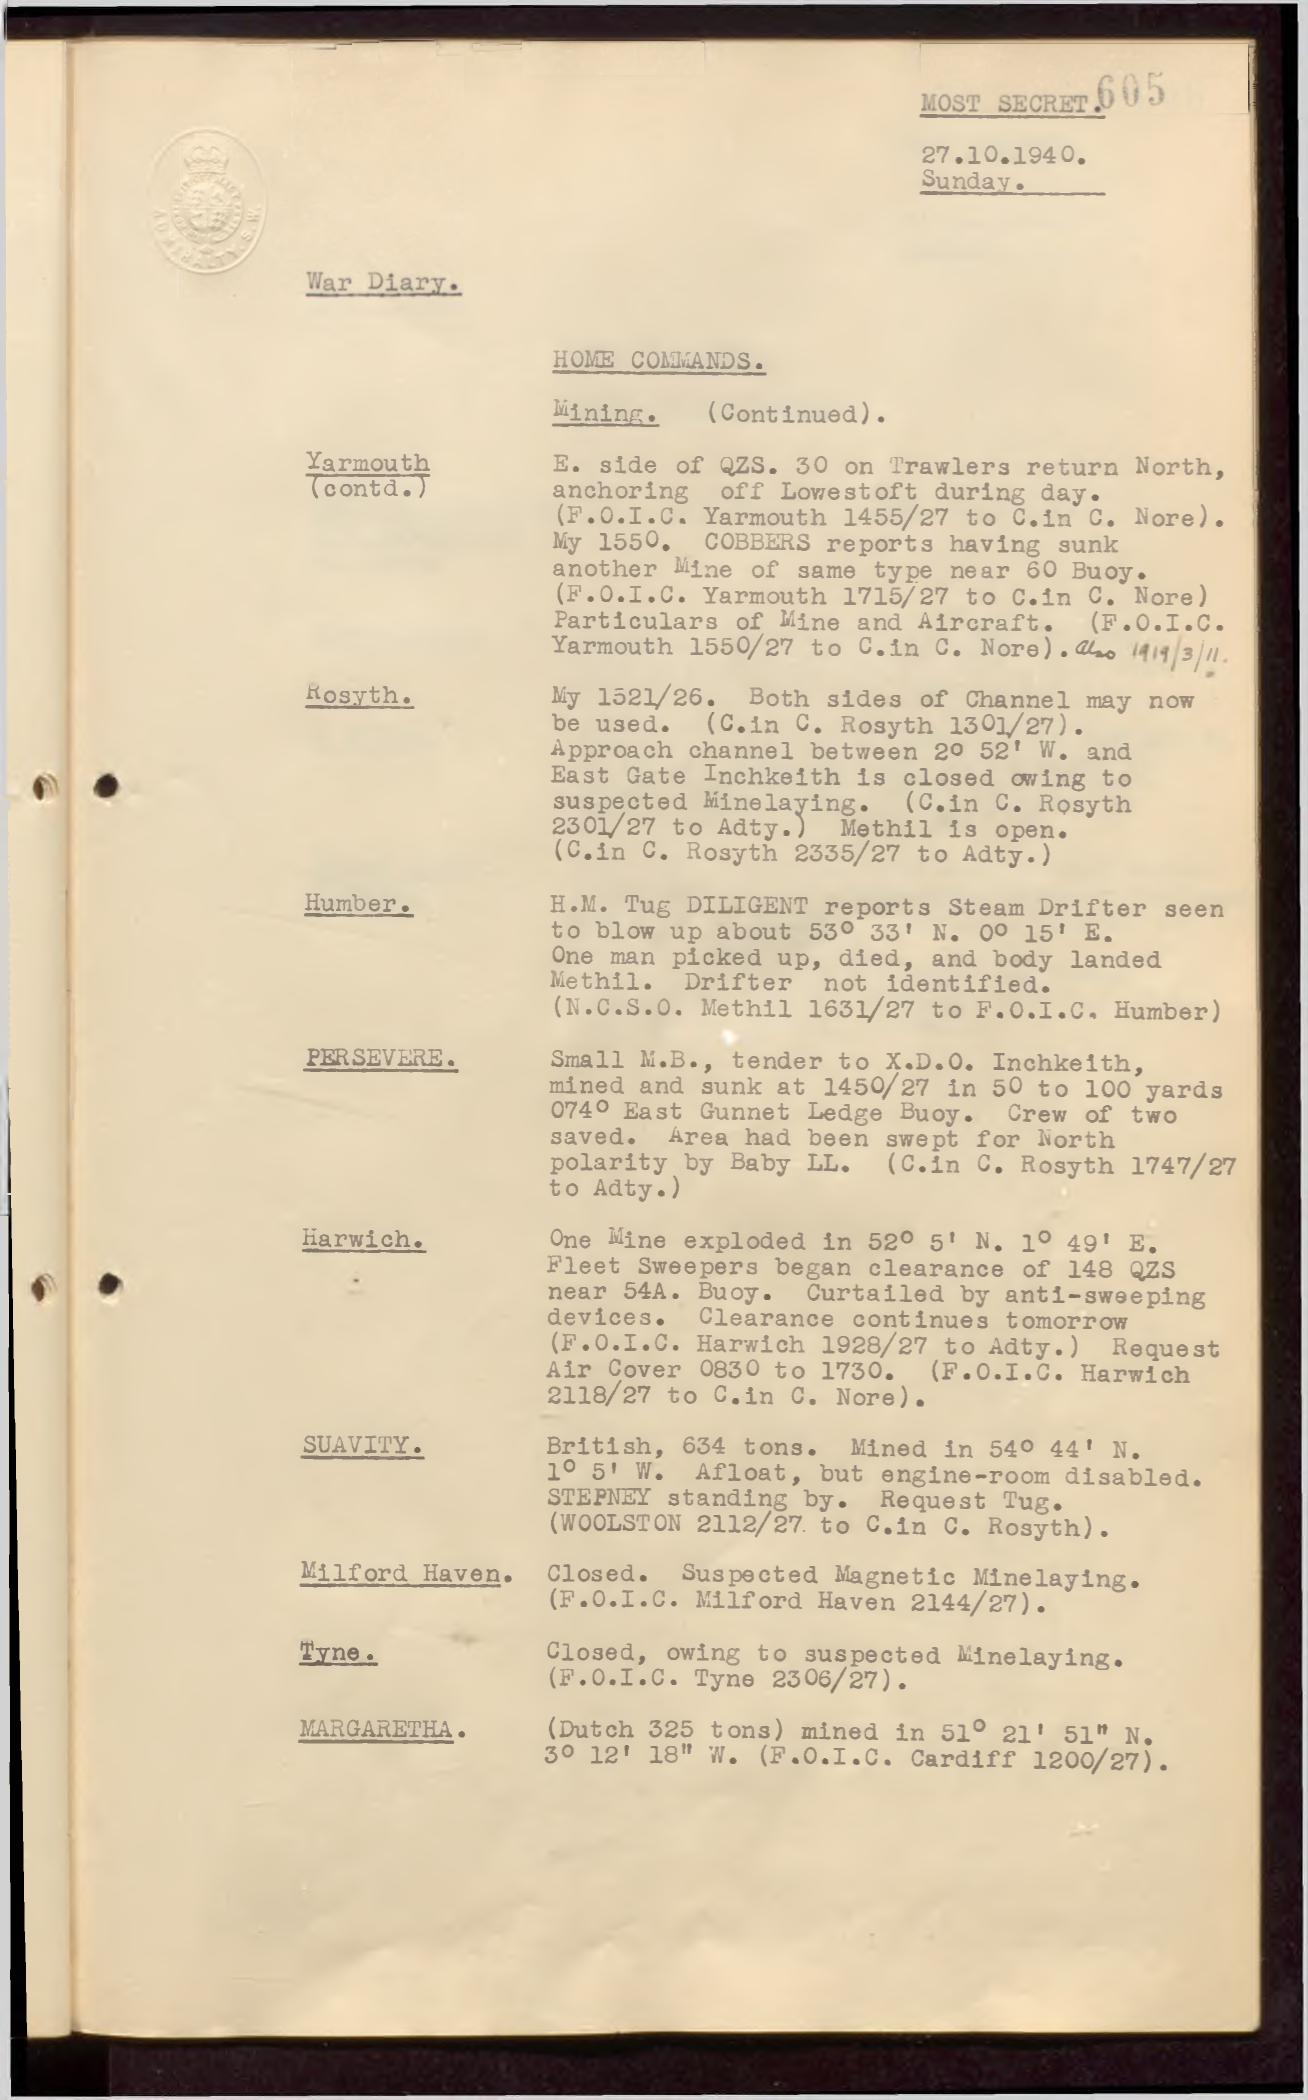 MOST SECRET. 605
27.10.1940.
Sunday.
ADMIRALTY. S.W.
War Diary.
HOME COMMANDS.
Mining. (Continued).
Yarmouth
(contd.)
E. side of QZS. 30 on Trawlers return North,
anchoring off Lowestoft during day.
(F.O.I.C. Yarmouth 1455/27 to C.in C. Nore).
My 1550. COBBERS reports having sunk
another Mine of same type near 60 Buoy.
(F.O.I.C. Yarmouth 1715/27 to C.in C. Nore)
Particulars of Mine and Aircraft. (F.O.I.C.
Yarmouth 1550/27 to C.in C. Nore). also 1919/3/11.
Rosyth.
My 1521/26. Both sides of Channel may now
be used. (C.in C. Rosyth 1301/27).
Approach channel between 2º 52' W. and
East Gate Inchkeith is closed owing to
suspected Minelaying. (C.in C. Rosyth
2301/27 to Adty.) Methil is open.
(C.in C. Rosyth 2335/27 to Adty.)
Humber.
H.M. Tug DILIGENT reports Steam Drifter seen
to blow up about 53º 33' N. 0º 15' E.
One man picked up, died, and body landed
Methil. Drifter not identified.
(N.C.S.O. Methil 1631/27 to F.O.I.C. Humber)
PERSEVERE.
Small M.B., tender to X.D.O. Inchkeith,
mined and sunk at 1450/27 in 50 to 100 yards
074º East Gunnet Ledge Buoy. Crew of two
saved. Area had been swept for North
polarity by Baby LL. (C.in C. Rosyth 1747/27
to Adty.)
Harwich.
One Mine exploded in 52º 5' N. 1º 49' E.
Fleet Sweepers began clearance of 148 QZS
near 54A. Buoy. Curtailed by anti-sweeping
devices. Clearance continues tomorrow
(F.O.I.C. Harwich 1928/27 to Adty.) Request
Air Cover 0830 to 1730. (F.O.I.C. Harwich
2118/27 to C.in C. Nore).
SUAVITY.
British, 634 tons. Mined in 54º 44' N.
1º 5' W. Afloat, but engine-room disabled.
STEPNEY standing by. Request Tug.
(WOOLSTON 2112/27. to C.in C. Rosyth).
Milford Haven.
Closed. Suspected Magnetic Minelaying.
(F.O.I.C. Milford Haven 2144/27).
Tyne.
Closed, owing to suspected Minelaying.
(F.O.I.C. Tyne 2306/27).
MARGARETHA.
(Dutch 325 tons) mined in 51º 21' 51" N.
3º 12' 18" W. (F.O.I.C. Cardiff 1200/27).